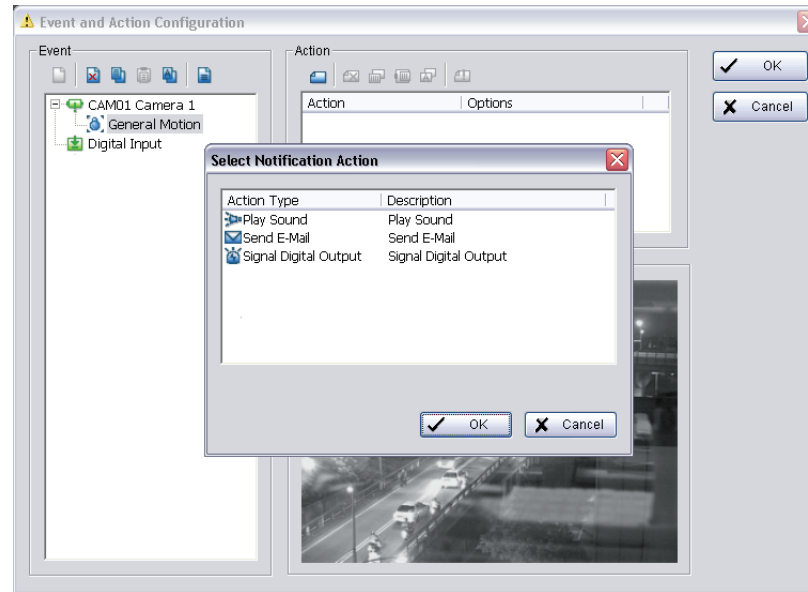 Event and Action Configuration
Event
Action
OK
Cancel
CAM01 Camera 1
General Motion
Digital Input
Action Options
Select Notification Action
Action Type Description
Play Sound Play Sound
Send E-Mail Send E-Mail
Signal Digital Output Signal Digital Output
OK Cancel